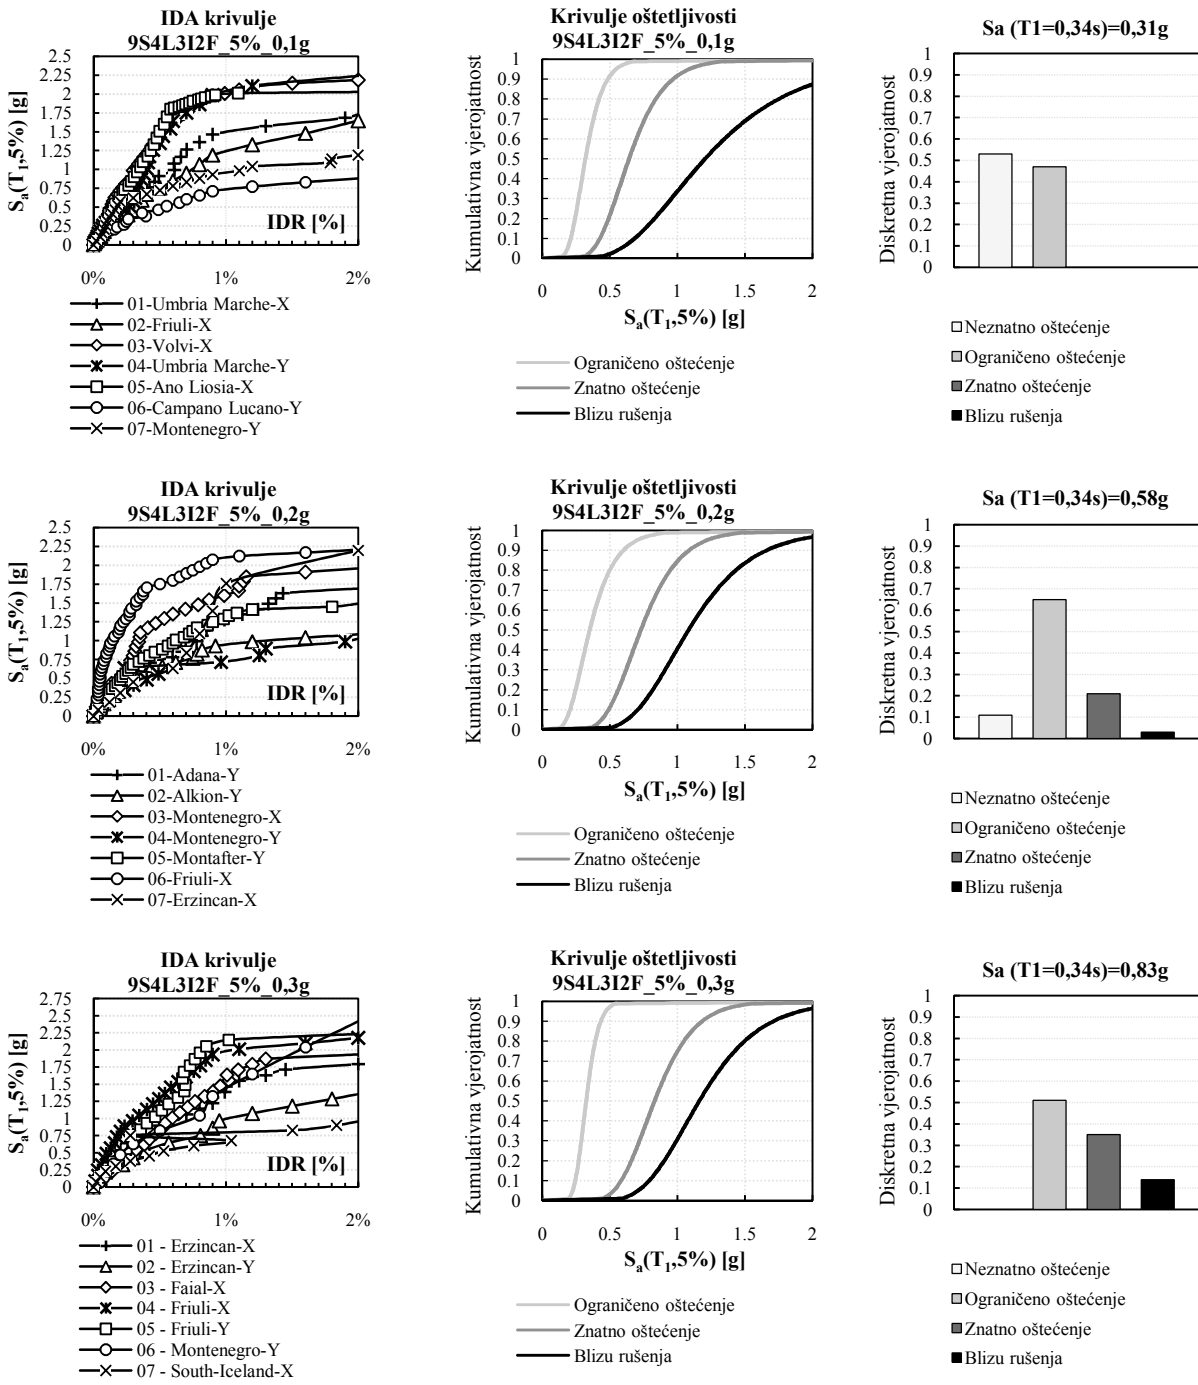 IDA krivulje
9S4L3I2F_5%_0,1g
Sa(T1,5%) [g]
2.5
2.25
2
1.75
1.5
1.25
1
0.75
0.5
0.25
0
IDR [%]
0% 1% 2%
01-Umbria Marche-X
02-Friuli-X
03-Volvi-X
04-Umbria Marche-Y
05-Ano Liosia-X
06-Campano Lucano-Y
07-Montenegro-Y
Krivulje oštetljivosti
9S4L3I2F_5%_0,1g
Kumulativna vjerojatnost
1
0.9
0.8
0.7
0.6
0.5
0.4
0.3
0.2
0.1
0
0 0.5 1 1.5 2
Sa(T1,5%) [g]
Ograničeno oštećenje
Znatno oštećenje
Blizu rušenja
Sa (T1=0,34s)=0,31g
Diskretna vjerojatnost
1
0.9
0.8
0.7
0.6
0.5
0.4
0.3
0.2
0.1
0
Neznatno oštećenje
Ograničeno oštećenje
Znatno oštećenje
Blizu rušenja
IDA krivulje
9S4L3I2F_5%_0,2g
Sa(T1,5%) [g]
2.5
2.25
2
1.75
1.5
1.25
1
0.75
0.5
0.25
0
IDR [%]
0% 1% 2%
01-Adana-Y
02-Alkion-Y
03-Montenegro-X
04-Montenegro-Y
05-Montafter-Y
06-Friuli-X
07-Erzincan-X
Krivulje oštetljivosti
9S4L3I2F_5%_0,2g
Kumulativna vjerojatnost
1
0.9
0.8
0.7
0.6
0.5
0.4
0.3
0.2
0.1
0
0 0.5 1 1.5 2
Sa(T1,5%) [g]
Ograničeno oštećenje
Znatno oštećenje
Blizu rušenja
Sa (T1=0,34s)=0,58g
Diskretna vjerojatnost
1
0.9
0.8
0.7
0.6
0.5
0.4
0.3
0.2
0.1
0
Neznatno oštećenje
Ograničeno oštećenje
Znatno oštećenje
Blizu rušenja
IDA krivulje
9S4L3I2F_5%_0,3g
Sa(T1,5%) [g]
2.75
2.5
2.25
2
1.75
1.5
1.25
1
0.75
0.5
0.25
0
IDR [%]
0% 1% 2%
01 - Erzincan-X
02 - Erzincan-Y
03 - Faial-X
04 - Friuli-X
05 - Friuli-Y
06 - Montenegro-Y
07 - South-Iceland-X
Krivulje oštetljivosti
9S4L3I2F_5%_0,3g
Kumulativna vjerojatnost
1
0.9
0.8
0.7
0.6
0.5
0.4
0.3
0.2
0.1
0
0 0.5 1 1.5 2
Sa(T1,5%) [g]
Ograničeno oštećenje
Znatno oštećenje
Blizu rušenja
Sa (T1=0,34s)=0,83g
Diskretna vjerojatnost
1
0.9
0.8
0.7
0.6
0.5
0.4
0.3
0.2
0.1
0
Neznatno oštećenje
Ograničeno oštećenje
Znatno oštećenje
Blizu rušenja